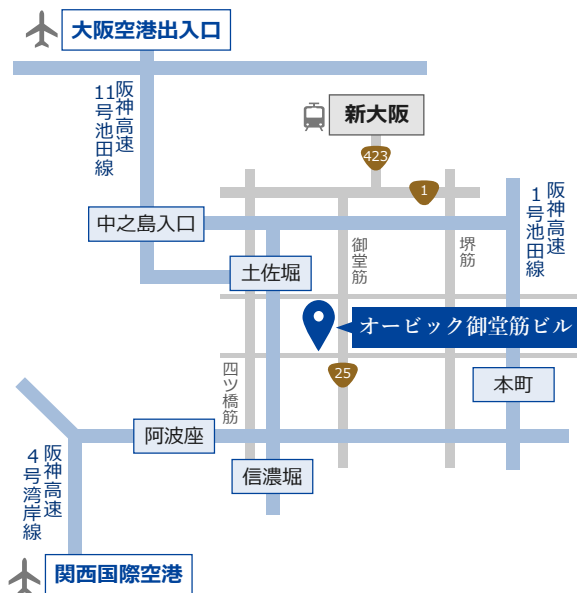 大阪空港出入口
阪神高速
11号池田線
新大阪
423
1
阪神高速
1号池田線
中之島入口
御堂筋
堺筋
土佐堀
オービック御堂筋ビル
四ツ橋筋
25
本町
阿波座
阪神高速
4号湾岸線
信濃堀
関西国際空港